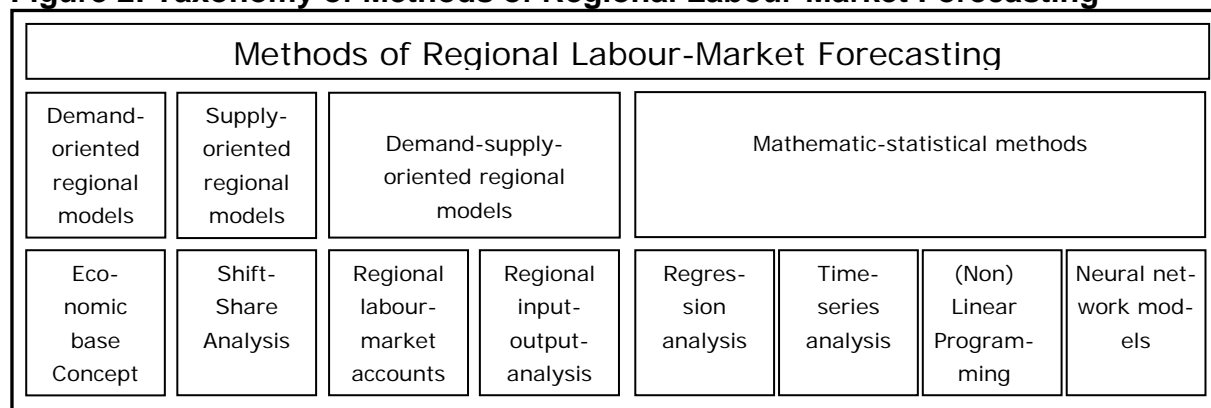 Figure 2: Taxonomy of Methods of Regional Labour-Market Forecasting
Methods of Regional Labour-Market Forecasting
Demand-
oriented
regional
models
Supply-
oriented
regional
models
Demand-supply-
oriented regional
models
Mathematic-statistical methods
Eco-
nomic
base
Concept
Shift-
Share
Analysis
Regional
labour-
market
accounts
Regional
input-
output-
analysis
Regres-
sion
analysis
Time-
series
analysis
(Non)
Linear
Program-
ming
Neural net-
work mod-
els